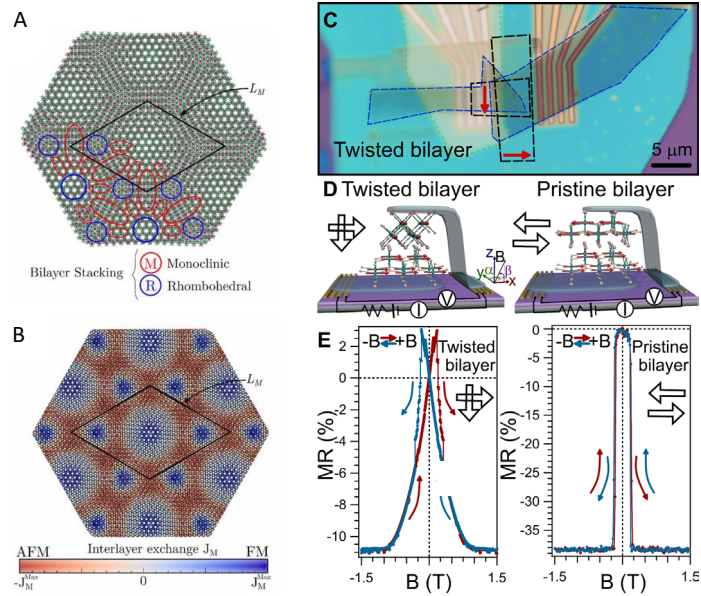 A
L_M
Bilayer Stacking
M Monoclinic
R Rhombohedral
B
L_M
AFM
Interlayer exchange J_M
FM
-J_M^Max
0
J_M^Max
C
Twisted bilayer
5 μm
D Twisted bilayer
Pristine bilayer
z B
y α β x
I V
I V
E
-B +B
Twisted bilayer
MR (%)
2
0
-2
-4
-6
-8
-10
-1.5
1.5
B (T)
-B +B
Pristine bilayer
MR (%)
0
-5
-10
-15
-20
-25
-30
-35
-1.5
1.5
B (T)